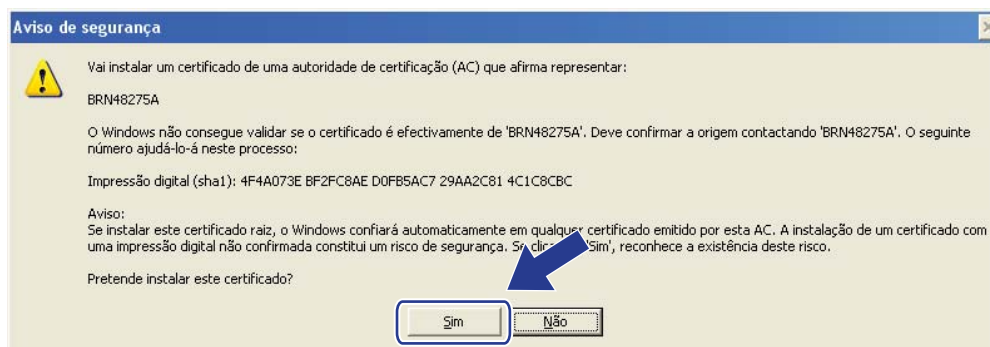 Aviso de segurança
Vai instalar um certificado de uma autoridade de certificação (AC) que afirma representar:
BRN48275A
O Windows não consegue validar se o certificado é efectivamente de 'BRN48275A'. Deve confirmar a origem contactando 'BRN48275A'. O seguinte
número ajudá-lo-á neste processo:
Impressão digital (sha1): 4F4A073E BF2FC8AE D0FB5AC7 29AA2C81 4C1C8CBC
Aviso:
Se instalar este certificado raiz, o Windows confiará automaticamente em qualquer certificado emitido por esta AC. A instalação de um certificado com
uma impressão digital não confirmada constitui um risco de segurança. Se 'Sim', reconhece a existência deste risco.
Pretende instalar este certificado?
Sim
Não